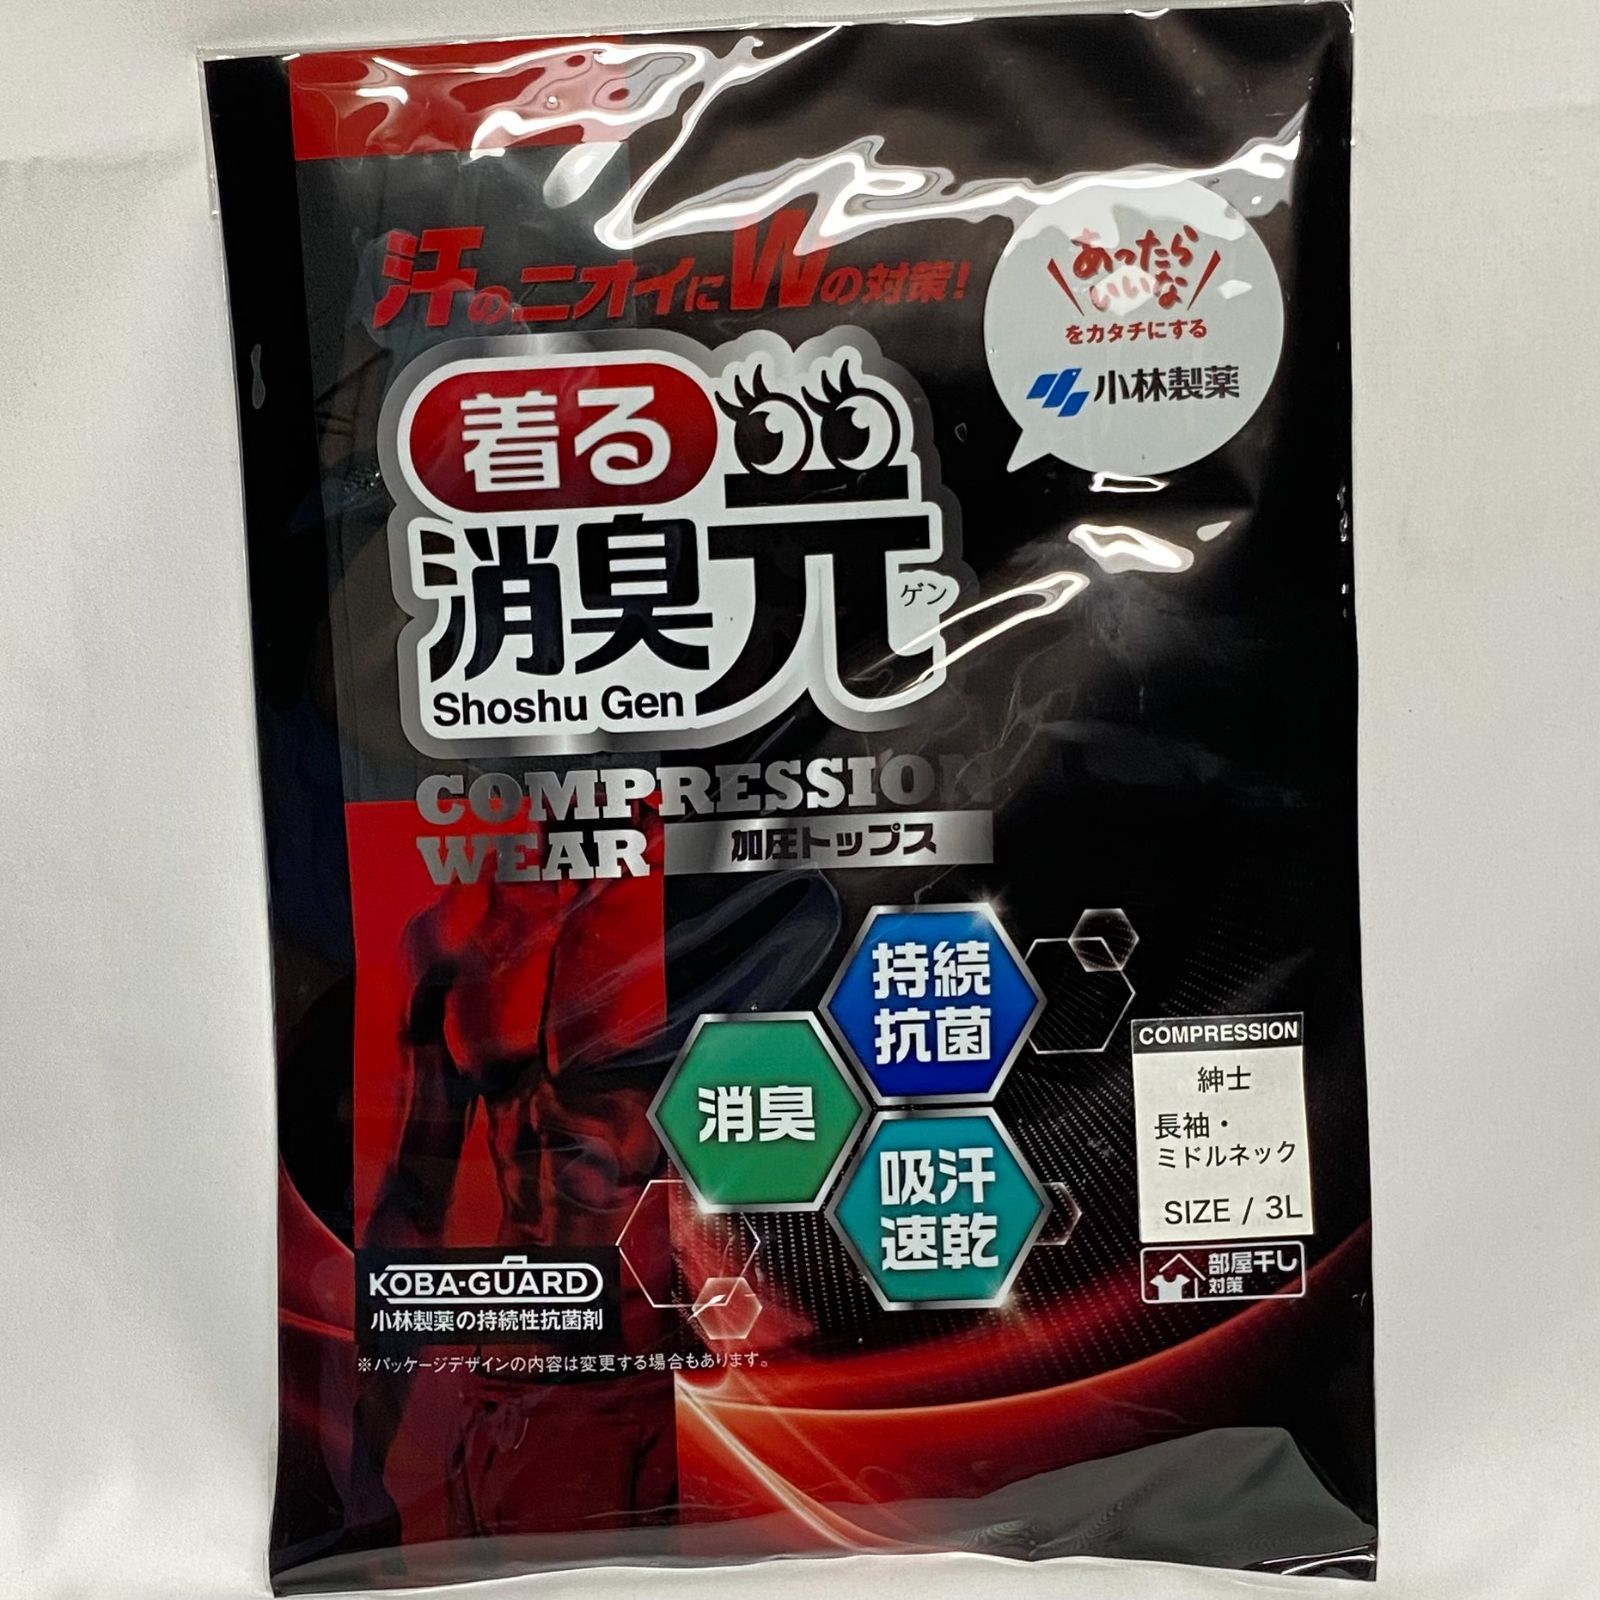 汗のニオイにWの対策!
あったら
いいな
をカタチにする
小林製薬
着る
消臭元
ゲン
Shoshu Gen
COMPRESSION
WEAR 加圧トップス
持続
抗菌
消臭
吸汗
速乾
COMPRESSION
紳士
長袖・
ミドルネック
SIZE / 3L
部屋干し
対策
KOBA-GUARD
小林製薬の持続性抗菌剤
※パッケージデザインの内容は変更する場合もあります。